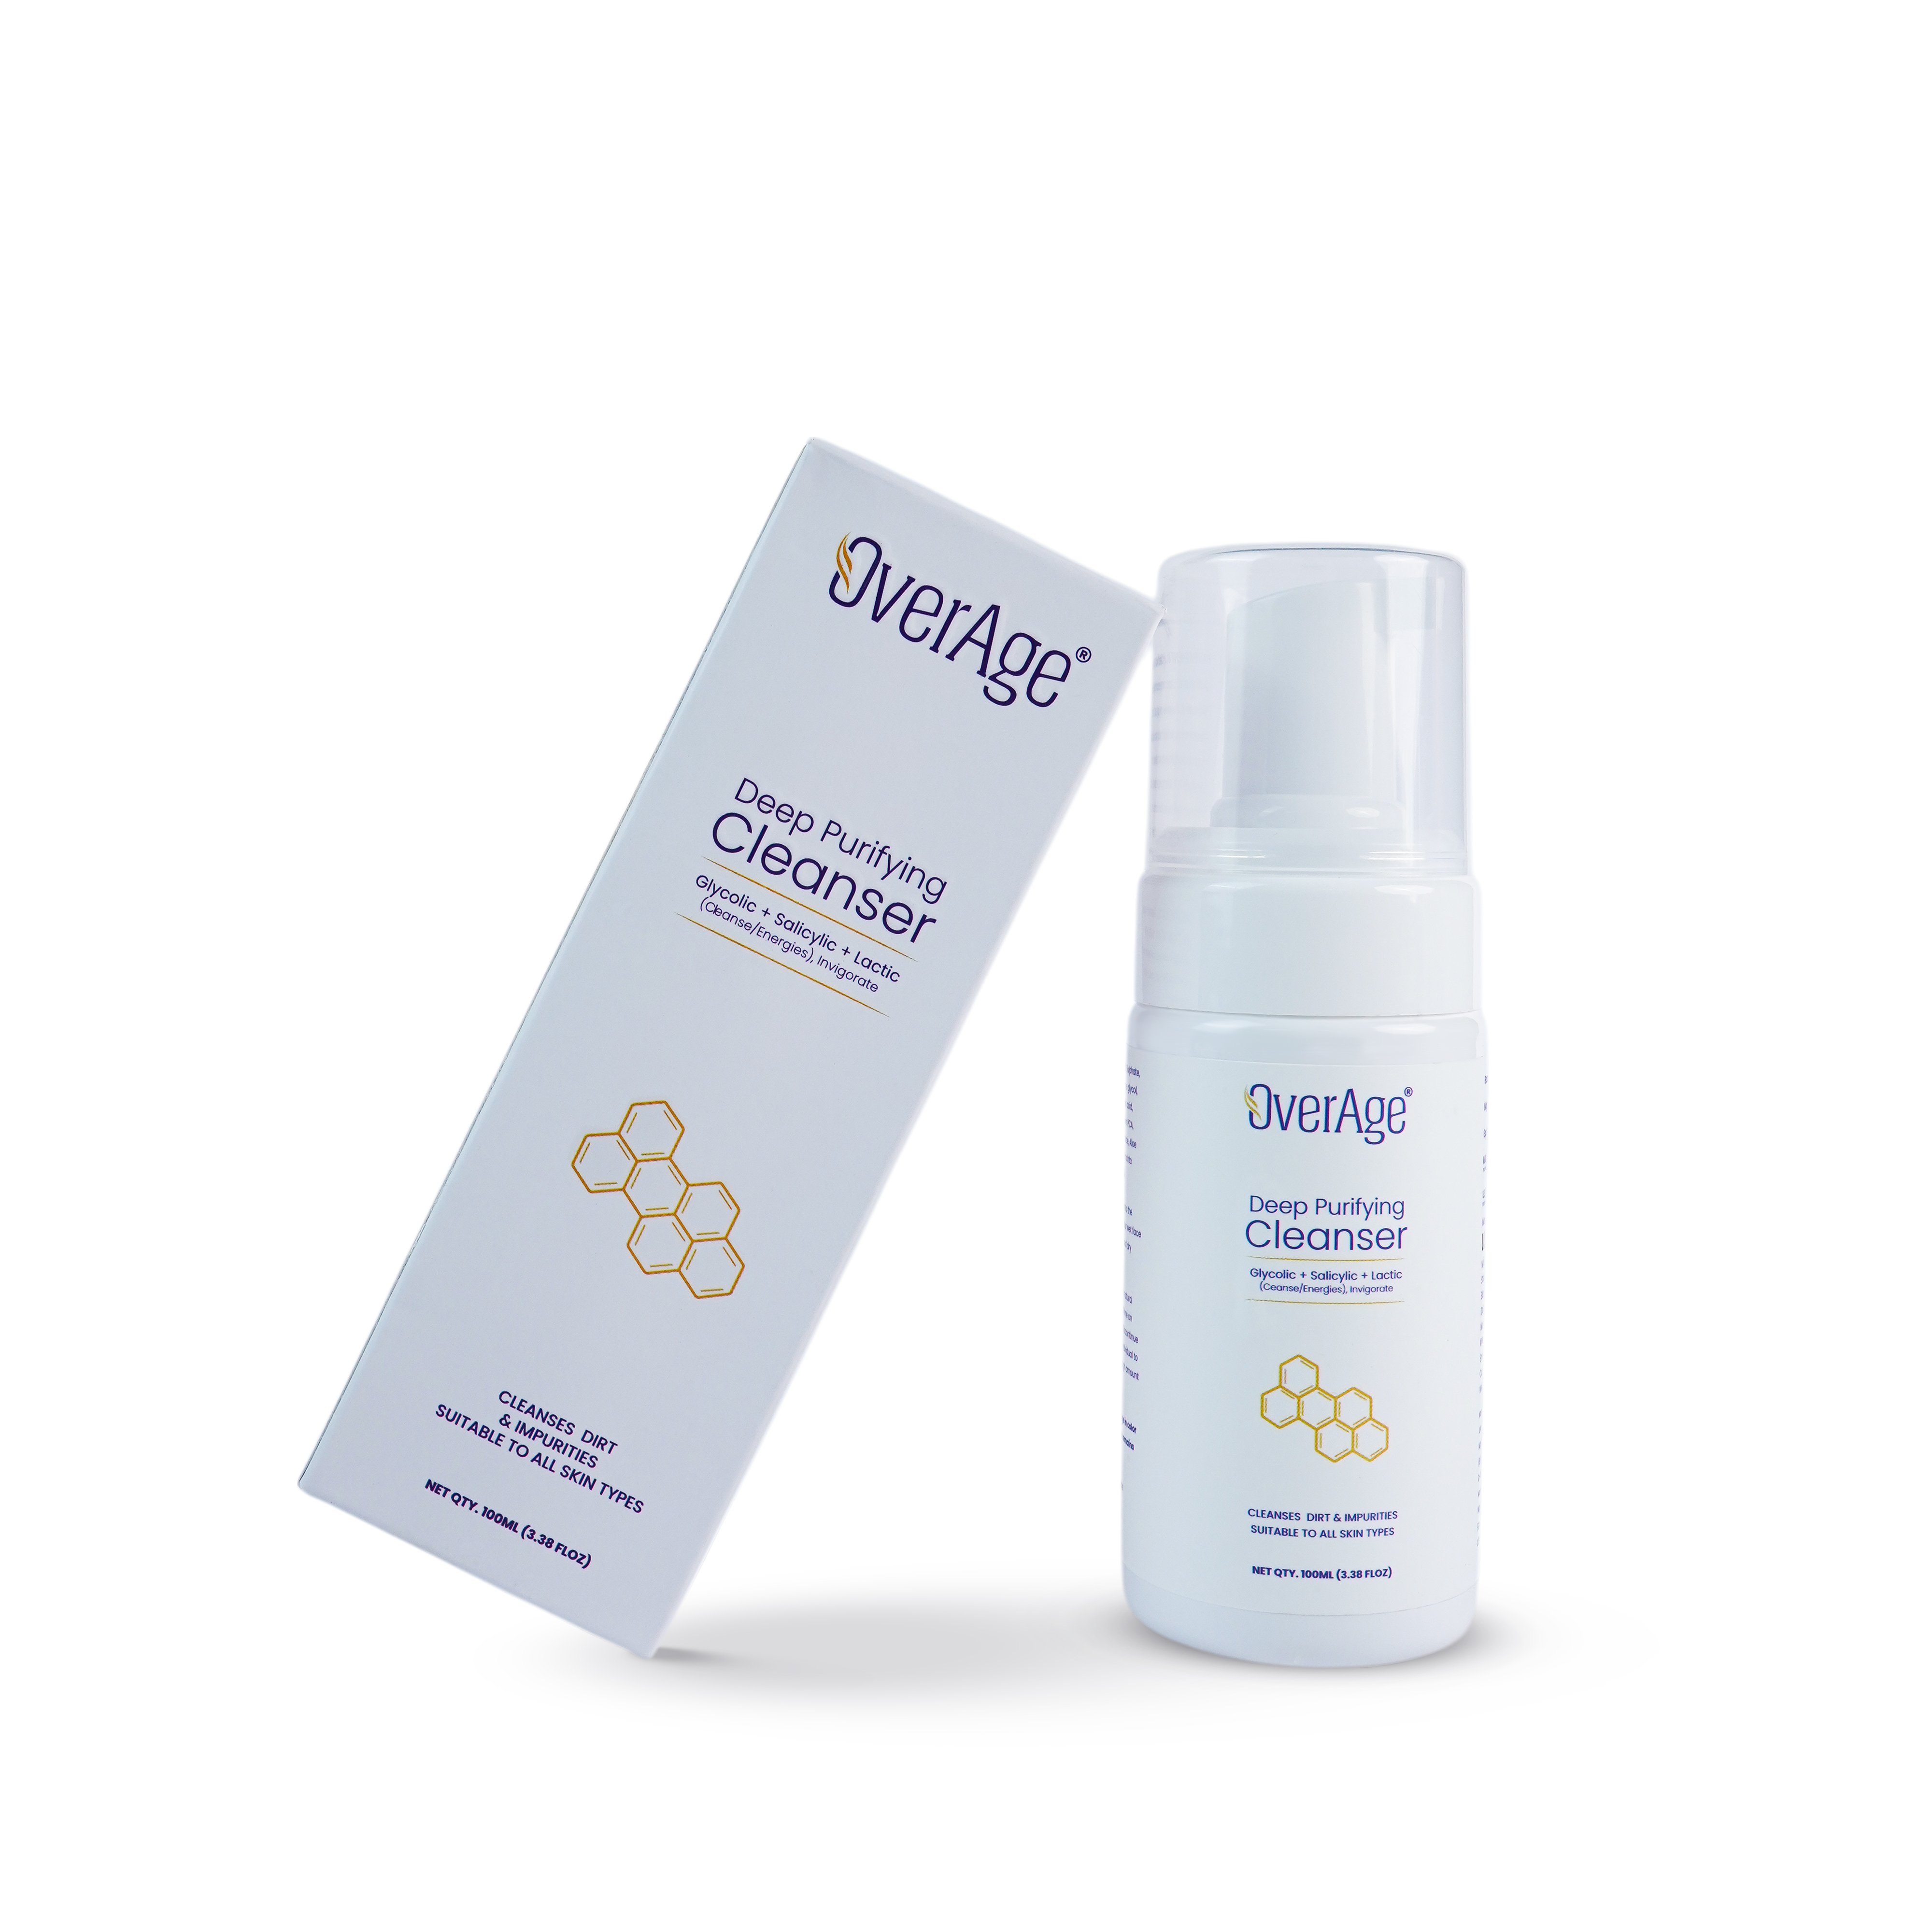 OverAge®
Deep Purifying
Cleanser
Glycolic + Salicylic + Lactic
(Cleanse/Energies), Invigorate
CLEANSES DIRT
& IMPURITIES
SUITABLE TO ALL SKIN TYPES
NET QTY. 100ML (3.38 FLOZ)
OverAge®
Deep Purifying
Cleanser
Glycolic + Salicylic + Lactic
(Ceanse/Energies), Invigorate
CLEANSES DIRT & IMPURITIES
SUITABLE TO ALL SKIN TYPES
NET QTY. 100ML (3.38 FLOZ)